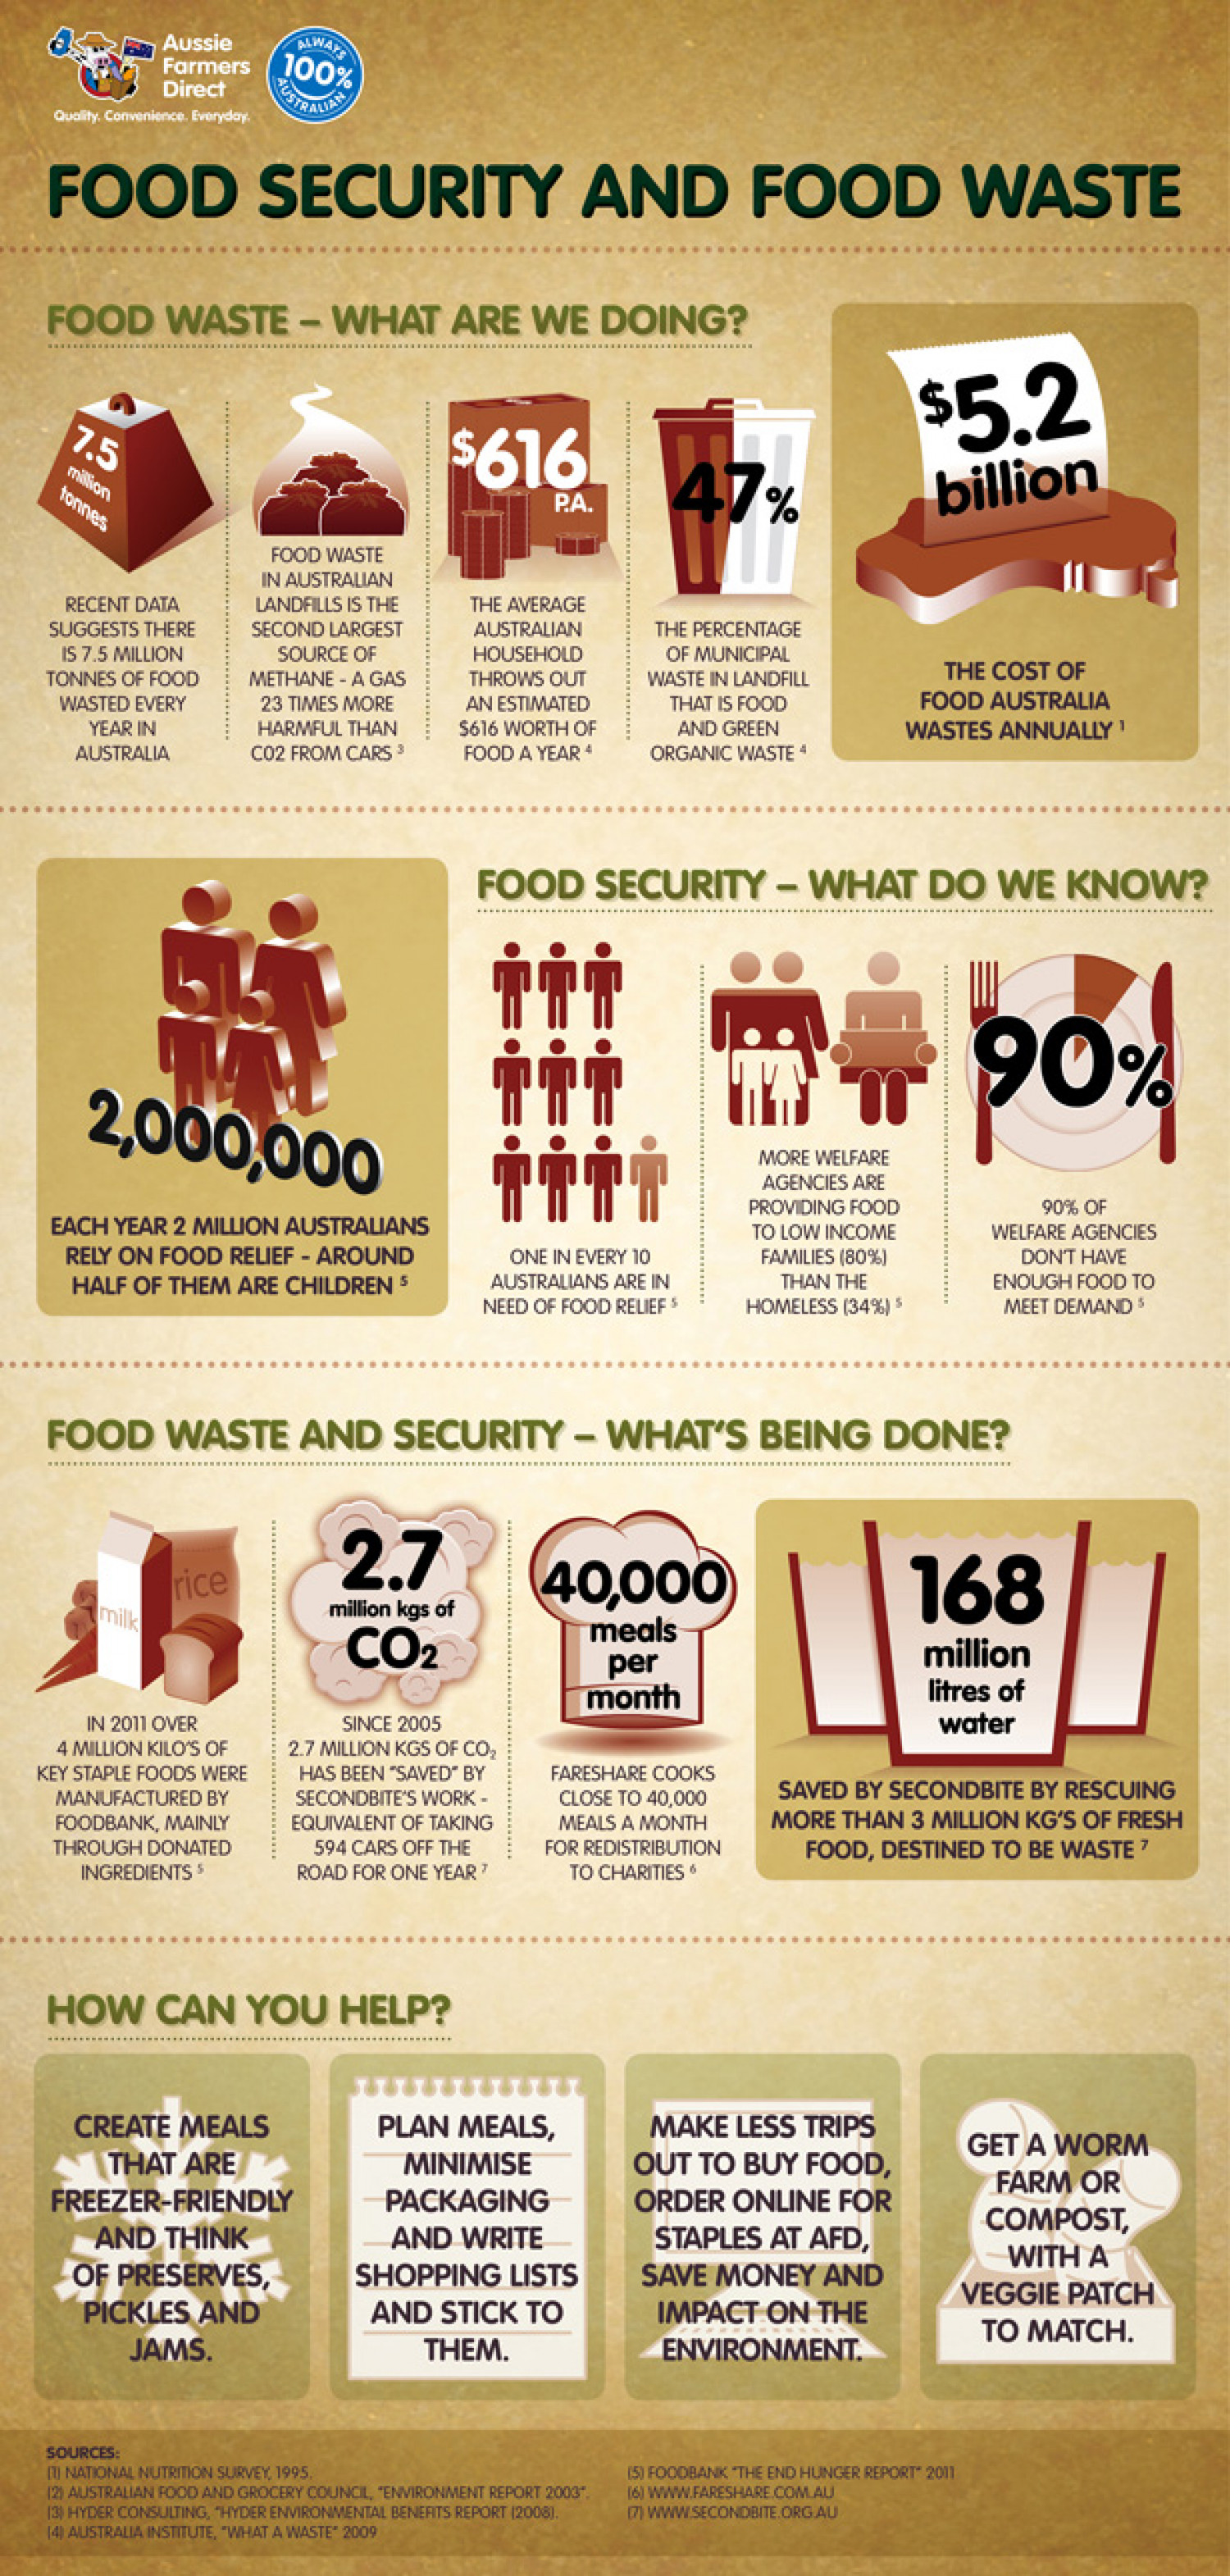 Aussie
Farmers
Direct
Quality. Convenience. Everyday.
ALWAYS
100%
AUSTRALIAN
FOOD SECURITY AND FOOD WASTE
FOOD WASTE – WHAT ARE WE DOING?
7.5
million
tonnes
RECENT DATA
SUGGESTS THERE
IS 7.5 MILLION
TONNES OF FOOD
WASTED EVERY
YEAR IN
AUSTRALIA
FOOD WASTE
IN AUSTRALIAN
LANDFILLS IS THE
SECOND LARGEST
SOURCE OF
METHANE - A GAS
23 TIMES MORE
HARMFUL THAN
C02 FROM CARS 3
$616
P.A.
THE AVERAGE
AUSTRALIAN
HOUSEHOLD
THROWS OUT
AN ESTIMATED
$616 WORTH OF
FOOD A YEAR 4
47%
THE PERCENTAGE
OF MUNICIPAL
WASTE IN LANDFILL
THAT IS FOOD
AND GREEN
ORGANIC WASTE 4
$5.2
billion
THE COST OF
FOOD AUSTRALIA
WASTES ANNUALLY 1
2,000,000
EACH YEAR 2 MILLION AUSTRALIANS
RELY ON FOOD RELIEF - AROUND
HALF OF THEM ARE CHILDREN 5
FOOD SECURITY – WHAT DO WE KNOW?
ONE IN EVERY 10
AUSTRALIANS ARE IN
NEED OF FOOD RELIEF 5
MORE WELFARE
AGENCIES ARE
PROVIDING FOOD
TO LOW INCOME
FAMILIES (80%)
THAN THE
HOMELESS (34%) 5
90%
90% OF
WELFARE AGENCIES
DON'T HAVE
ENOUGH FOOD TO
MEET DEMAND 5
FOOD WASTE AND SECURITY – WHAT'S BEING DONE?
rice
milk
IN 2011 OVER
4 MILLION KILO'S OF
KEY STAPLE FOODS WERE
MANUFACTURED BY
FOODBANK, MAINLY
THROUGH DONATED
INGREDIENTS 5
2.7
million kgs of
CO2
SINCE 2005
2.7 MILLION KGS OF CO2
HAS BEEN "SAVED" BY
SECONDBITE'S WORK -
EQUIVALENT OF TAKING
594 CARS OFF THE
ROAD FOR ONE YEAR 7
40,000
meals
per
month
FARESHARE COOKS
CLOSE TO 40,000
MEALS A MONTH
FOR REDISTRIBUTION
TO CHARITIES 6
168
million
litres of
water
SAVED BY SECONDBITE BY RESCUING
MORE THAN 3 MILLION KG'S OF FRESH
FOOD, DESTINED TO BE WASTE 7
HOW CAN YOU HELP?
CREATE MEALS
THAT ARE
FREEZER-FRIENDLY
AND THINK
OF PRESERVES,
PICKLES AND
JAMS.
PLAN MEALS,
MINIMISE
PACKAGING
AND WRITE
SHOPPING LISTS
AND STICK TO
THEM.
MAKE LESS TRIPS
OUT TO BUY FOOD,
ORDER ONLINE FOR
STAPLES AT AFD,
SAVE MONEY AND
IMPACT ON THE
ENVIRONMENT.
GET A WORM
FARM OR
COMPOST,
WITH A
VEGGIE PATCH
TO MATCH.
SOURCES:
(1) NATIONAL NUTRITION SURVEY, 1995.
(2) AUSTRALIAN FOOD AND GROCERY COUNCIL, "ENVIRONMENT REPORT 2003".
(3) HYDER CONSULTING, "HYDER ENVIRONMENTAL BENEFITS REPORT (2008).
(4) AUSTRALIA INSTITUTE, "WHAT A WASTE" 2009
(5) FOODBANK "THE END HUNGER REPORT" 2011
(6) WWW.FARESHARE.COM.AU
(7) WWW.SECONDBITE.ORG.AU